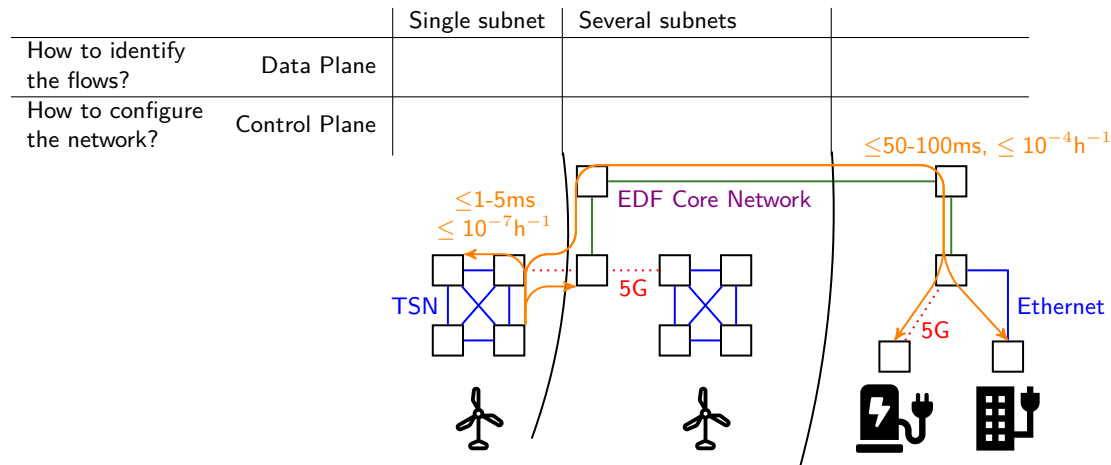 Single subnet
Several subnets
How to identify
the flows?
Data Plane
How to configure
the network?
Control Plane
≤50-100ms, ≤ 10⁻⁴h⁻¹
≤1-5ms
≤ 10⁻⁷h⁻¹
EDF Core Network
5G
TSN
Ethernet
5G